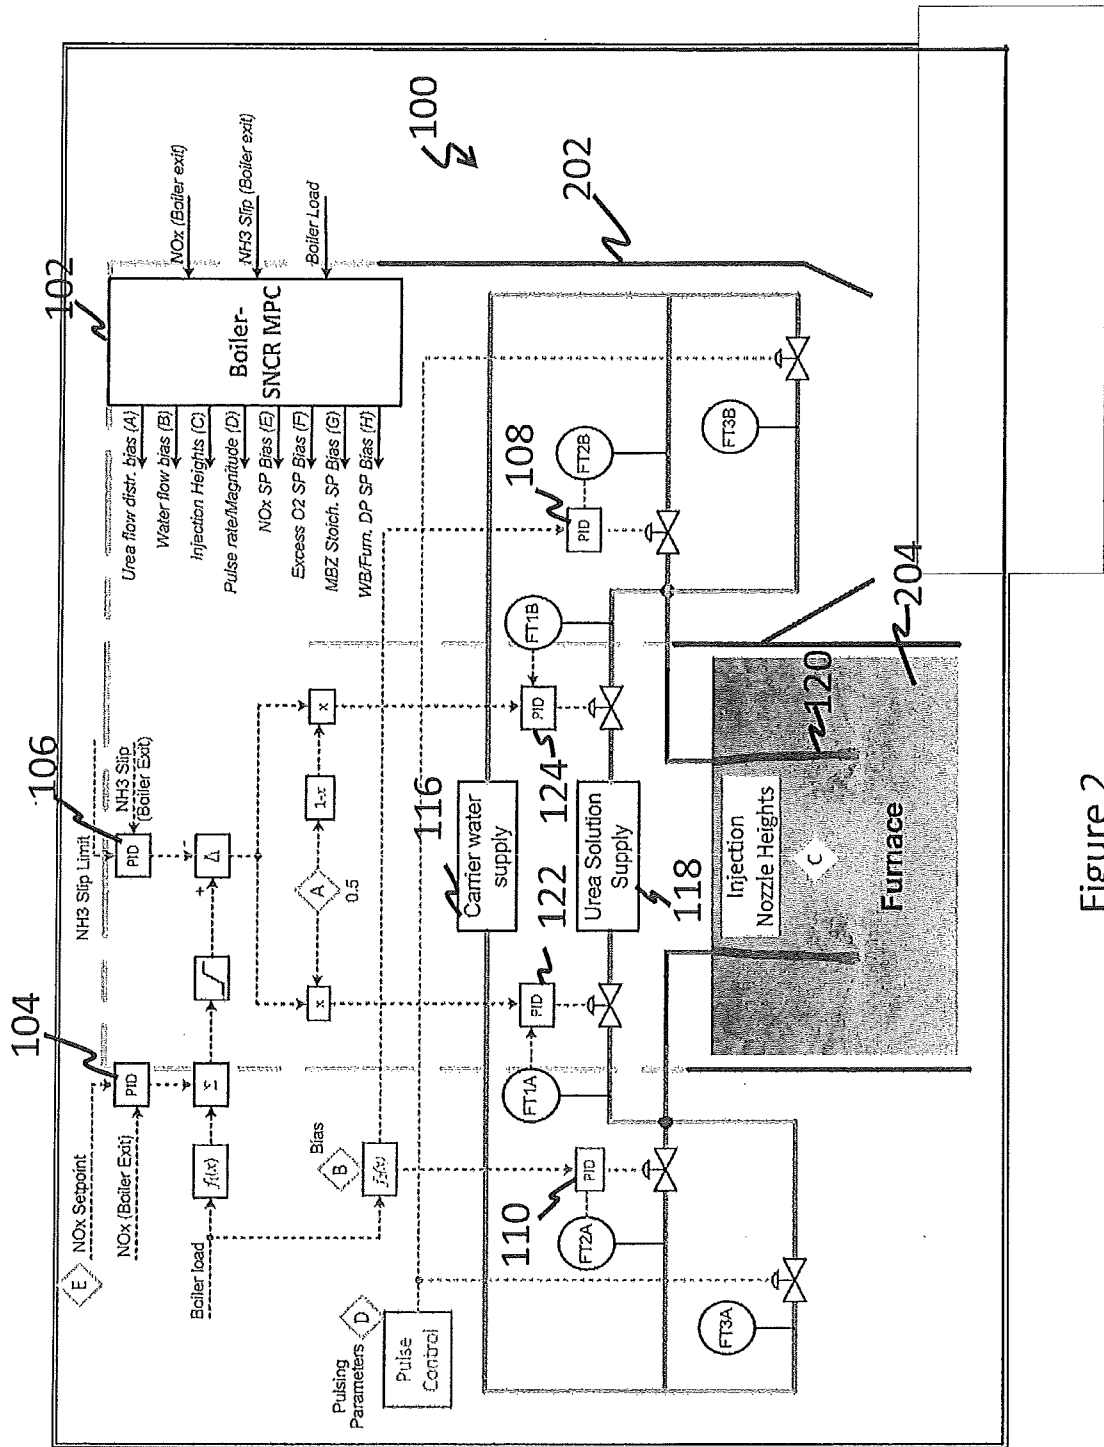 100
202
102
Boiler-
SNCR MPC
NOx (Boiler exit)
NH3 Slip (Boiler exit)
Boiler Load
Urea flow distr. bias (A)
Water flow bias (B)
Injection Heights (C)
Pulse rate/Magnitude (D)
NOx SP Bias (E)
Excess O2 SP Bias (F)
MBZ Stoich. SP Bias (G)
WB/Furn. DP SP Bias (H)
104
106
E
NOx Setpoint
NOx (Boiler Exit)
PID
NH3 Slip Limit
NH3 Slip
(Boiler Exit)
PID
Boiler load
Σ
+
-
Δ
x
A
0.5
1-x
x
Bias
B
Pulsing
Parameters
D
Pulse
Control
116
Carrier water
supply
122
124
118
Urea Solution
Supply
110
108
FT2A
PID
FT1A
PID
PID
FT1B
PID
FT2B
FT3A
FT3B
Injection
Nozzle Heights
C
Furnace
120
204
Figure 2